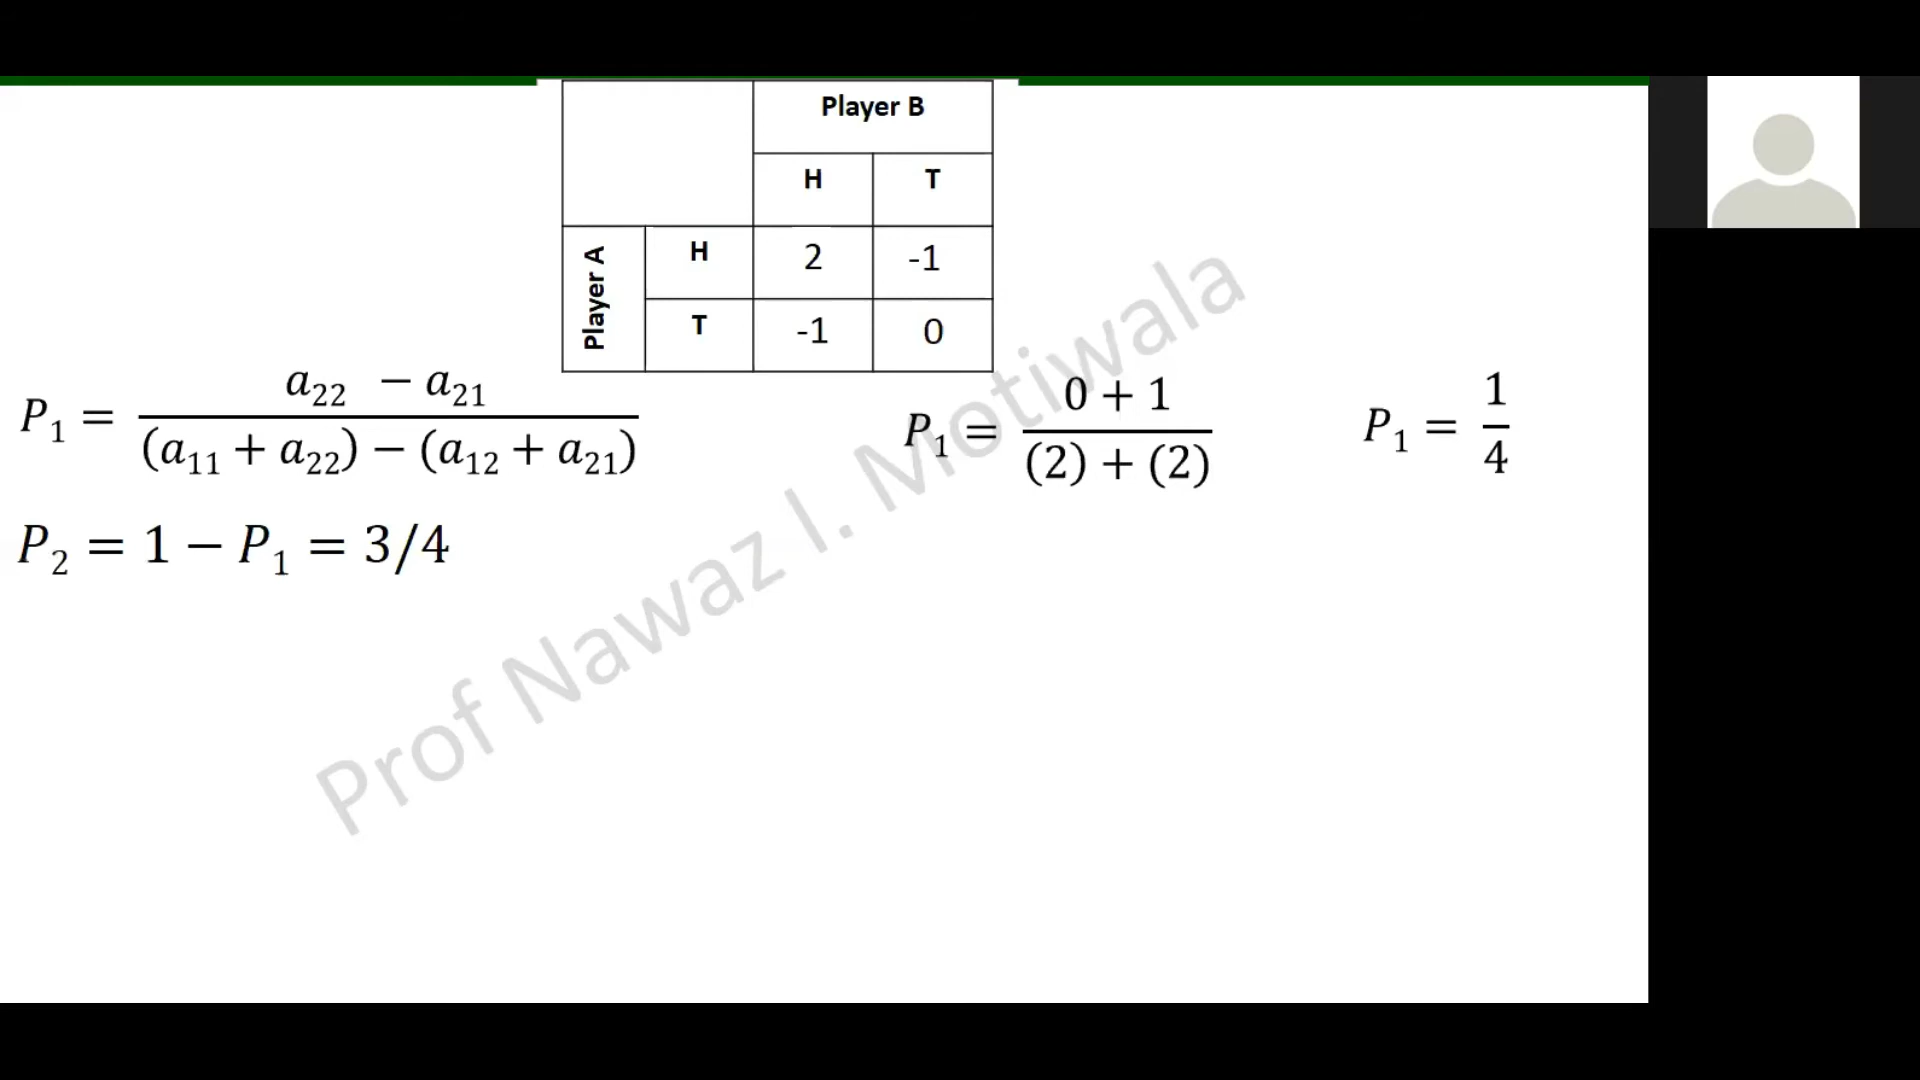 Player B
H T
Player A
H 2 -1
T -1 0
P₁ = (a₂₂ − a₂₁) / ((a₁₁ + a₂₂) − (a₁₂ + a₂₁))
P₁ = (0 + 1) / ((2) + (2))
P₁ = 1/4
P₂ = 1 − P₁ = 3/4
Prof Nawaz I. Motiwala